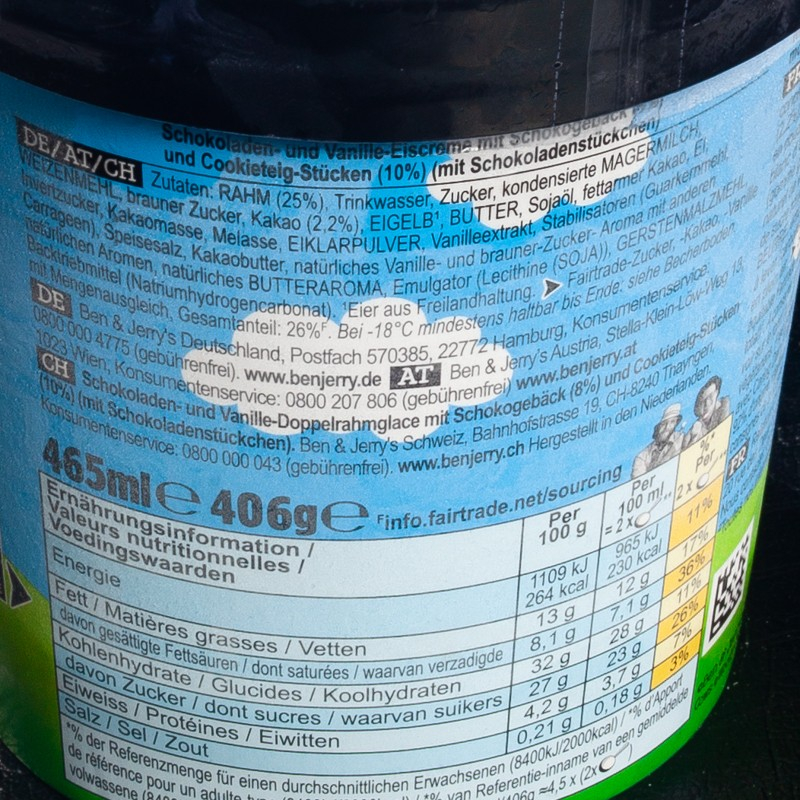 Schokoladen- und Vanille-Eiscreme mit Schokogebäck
und Cookieteig-Stücken (10%) (mit Schokoladenstückchen)
DE/AT/CH Zutaten: RAHM (25%), Trinkwasser, Zucker, kondensierte MAGERMILCH,
WEIZENMEHL, brauner Zucker, Kakao (2,2%), EIGELB¹, BUTTER, Sojaöl, fettarmer Kakao, Ei,
Invertzucker, Kakaomasse, Melasse, EIKLARPULVER, Vanilleextrakt, Stabilisatoren (Guarkernmehl,
Carrageen), Speisesalz, Kakaobutter, natürliches Vanille- und brauner-Zucker- Aroma mit anderen
natürlichen Aromen, natürliches BUTTERAROMA, Emulgator (Lecithine (SOJA)), GERSTENMALZMEHL,
Backtriebmittel (Natriumhydrogencarbonat). ¹Eier aus Freilandhaltung. Fairtrade-Zucker, -Kakao, -Vanille
mit Mengenausgleich, Gesamtanteil: 26%ᶠ. Bei -18°C mindestens haltbar bis Ende: siehe Becherboden.
DE Ben & Jerry's Deutschland, Postfach 570385, 22772 Hamburg, Konsumentenservice:
0800 000 4775 (gebührenfrei). www.benjerry.de AT Ben & Jerry's Austria, Stella-Klein-Löw-Weg 13,
1023 Wien, Konsumentenservice: 0800 207 806 (gebührenfrei) www.benjerry.at
CH Schokoladen- und Vanille-Doppelrahmglace mit Schokogebäck (8%) und Cookieteig-Stücken
(10%) (mit Schokoladenstückchen). Ben & Jerry's Schweiz, Bahnhofstrasse 19, CH-8240 Thayngen,
Konsumentenservice: 0800 000 043 (gebührenfrei). www.benjerry.ch Hergestellt in den Niederlanden.
465ml ℮ 406g ℮ ᶠinfo.fairtrade.net/sourcing
Ernährungsinformation /
Valeurs nutritionnelles /
Voedingswaarden
Per
100 g
Per
100 ml
= 2 x
%*
Per
2 x
Energie 1109 kJ 965 kJ
264 kcal 230 kcal 11%
Fett / Matières grasses / Vetten 13 g 12 g 17%
davon gesättigte Fettsäuren / dont saturées / waarvan verzadigde 8,1 g 7,1 g 36%
Kohlenhydrate / Glucides / Koolhydraten 32 g 28 g 11%
davon Zucker / dont sucres / waarvan suikers 27 g 23 g 26%
Eiweiss / Protéines / Eiwitten 4,2 g 3,7 g 7%
Salz / Sel / Zout 0,21 g 0,18 g 3%
*% der Referenzmenge für einen durchschnittlichen Erwachsenen (8400kJ/2000kcal) / *% d'Apport
de référence pour un adulte / *% van Referentie-inname van een gemiddelde
volwassene /406g ≈4,5 x (2x )
FR